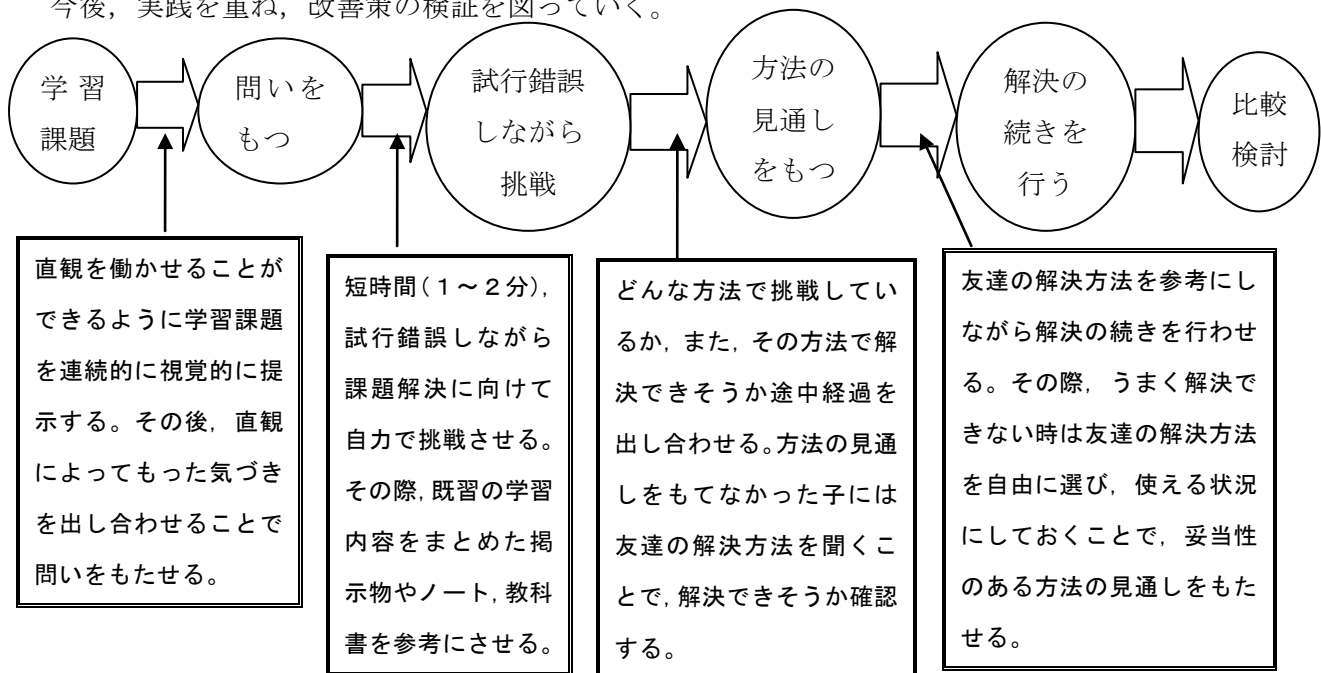 今後，実践を重ね，改善策の検証を図っていく。
学 習
課題
問いを
もつ
試行錯誤
しながら
挑戦
方法の
見通し
をもつ
解決の
続きを
行う
比較
検討
直観を働かせることが
できるように学習課題
を連続的に視覚的に提
示する。その後，直観
によってもった気づき
を出し合わせることで
問いをもたせる。
短時間（１～２分），
試行錯誤しながら
課題解決に向けて
自力で挑戦させる。
その際，既習の学習
内容をまとめた掲
示物やノート，教科
書を参考にさせる。
どんな方法で挑戦してい
るか，また，その方法で解
決できそうか途中経過を
出し合わせる。方法の見通
しをもてなかった子には
友達の解決方法を聞くこ
とで，解決できそうか確認
する。
友達の解決方法を参考にし
ながら解決の続きを行わせ
る。その際，うまく解決で
きない時は友達の解決方法
を自由に選び，使える状況
にしておくことで，妥当性
のある方法の見通しをもた
せる。